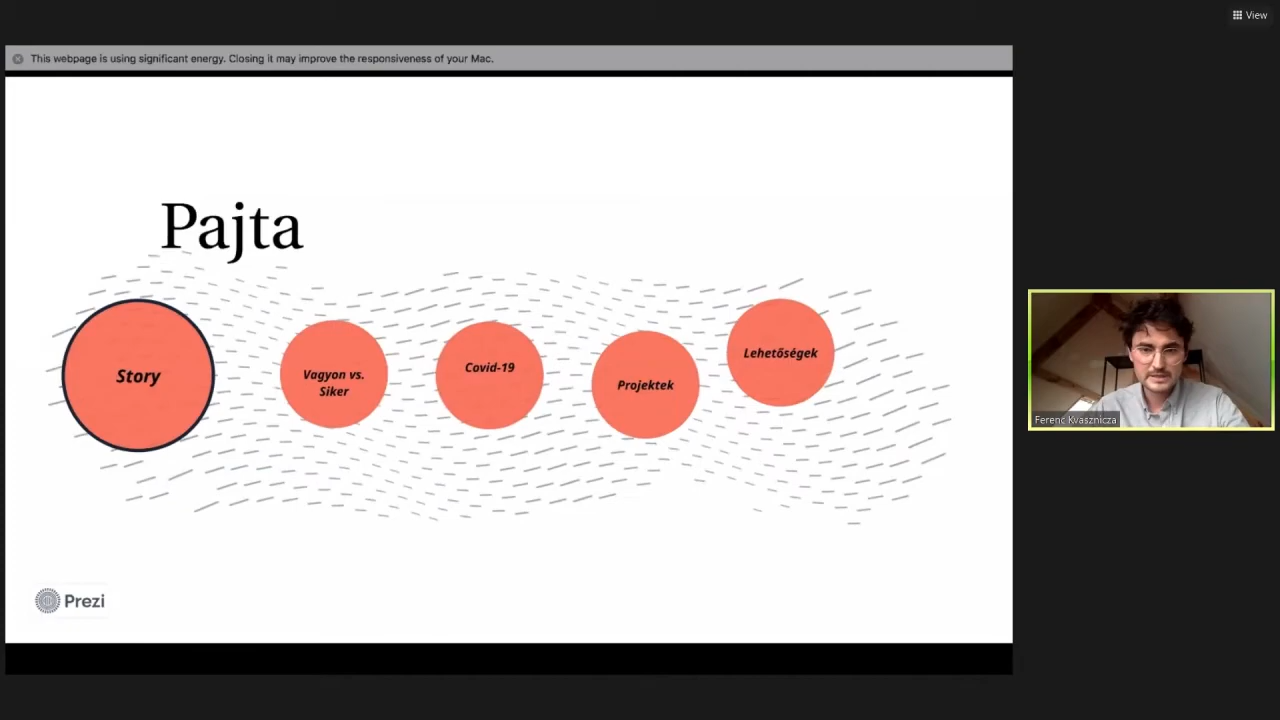 View
This webpage is using significant energy. Closing it may improve the responsiveness of your Mac.
Pajta
Story
Vagyon vs.
Siker
Covid-19
Projektek
Lehetőségek
Prezi
Ferenc Kvasznicza